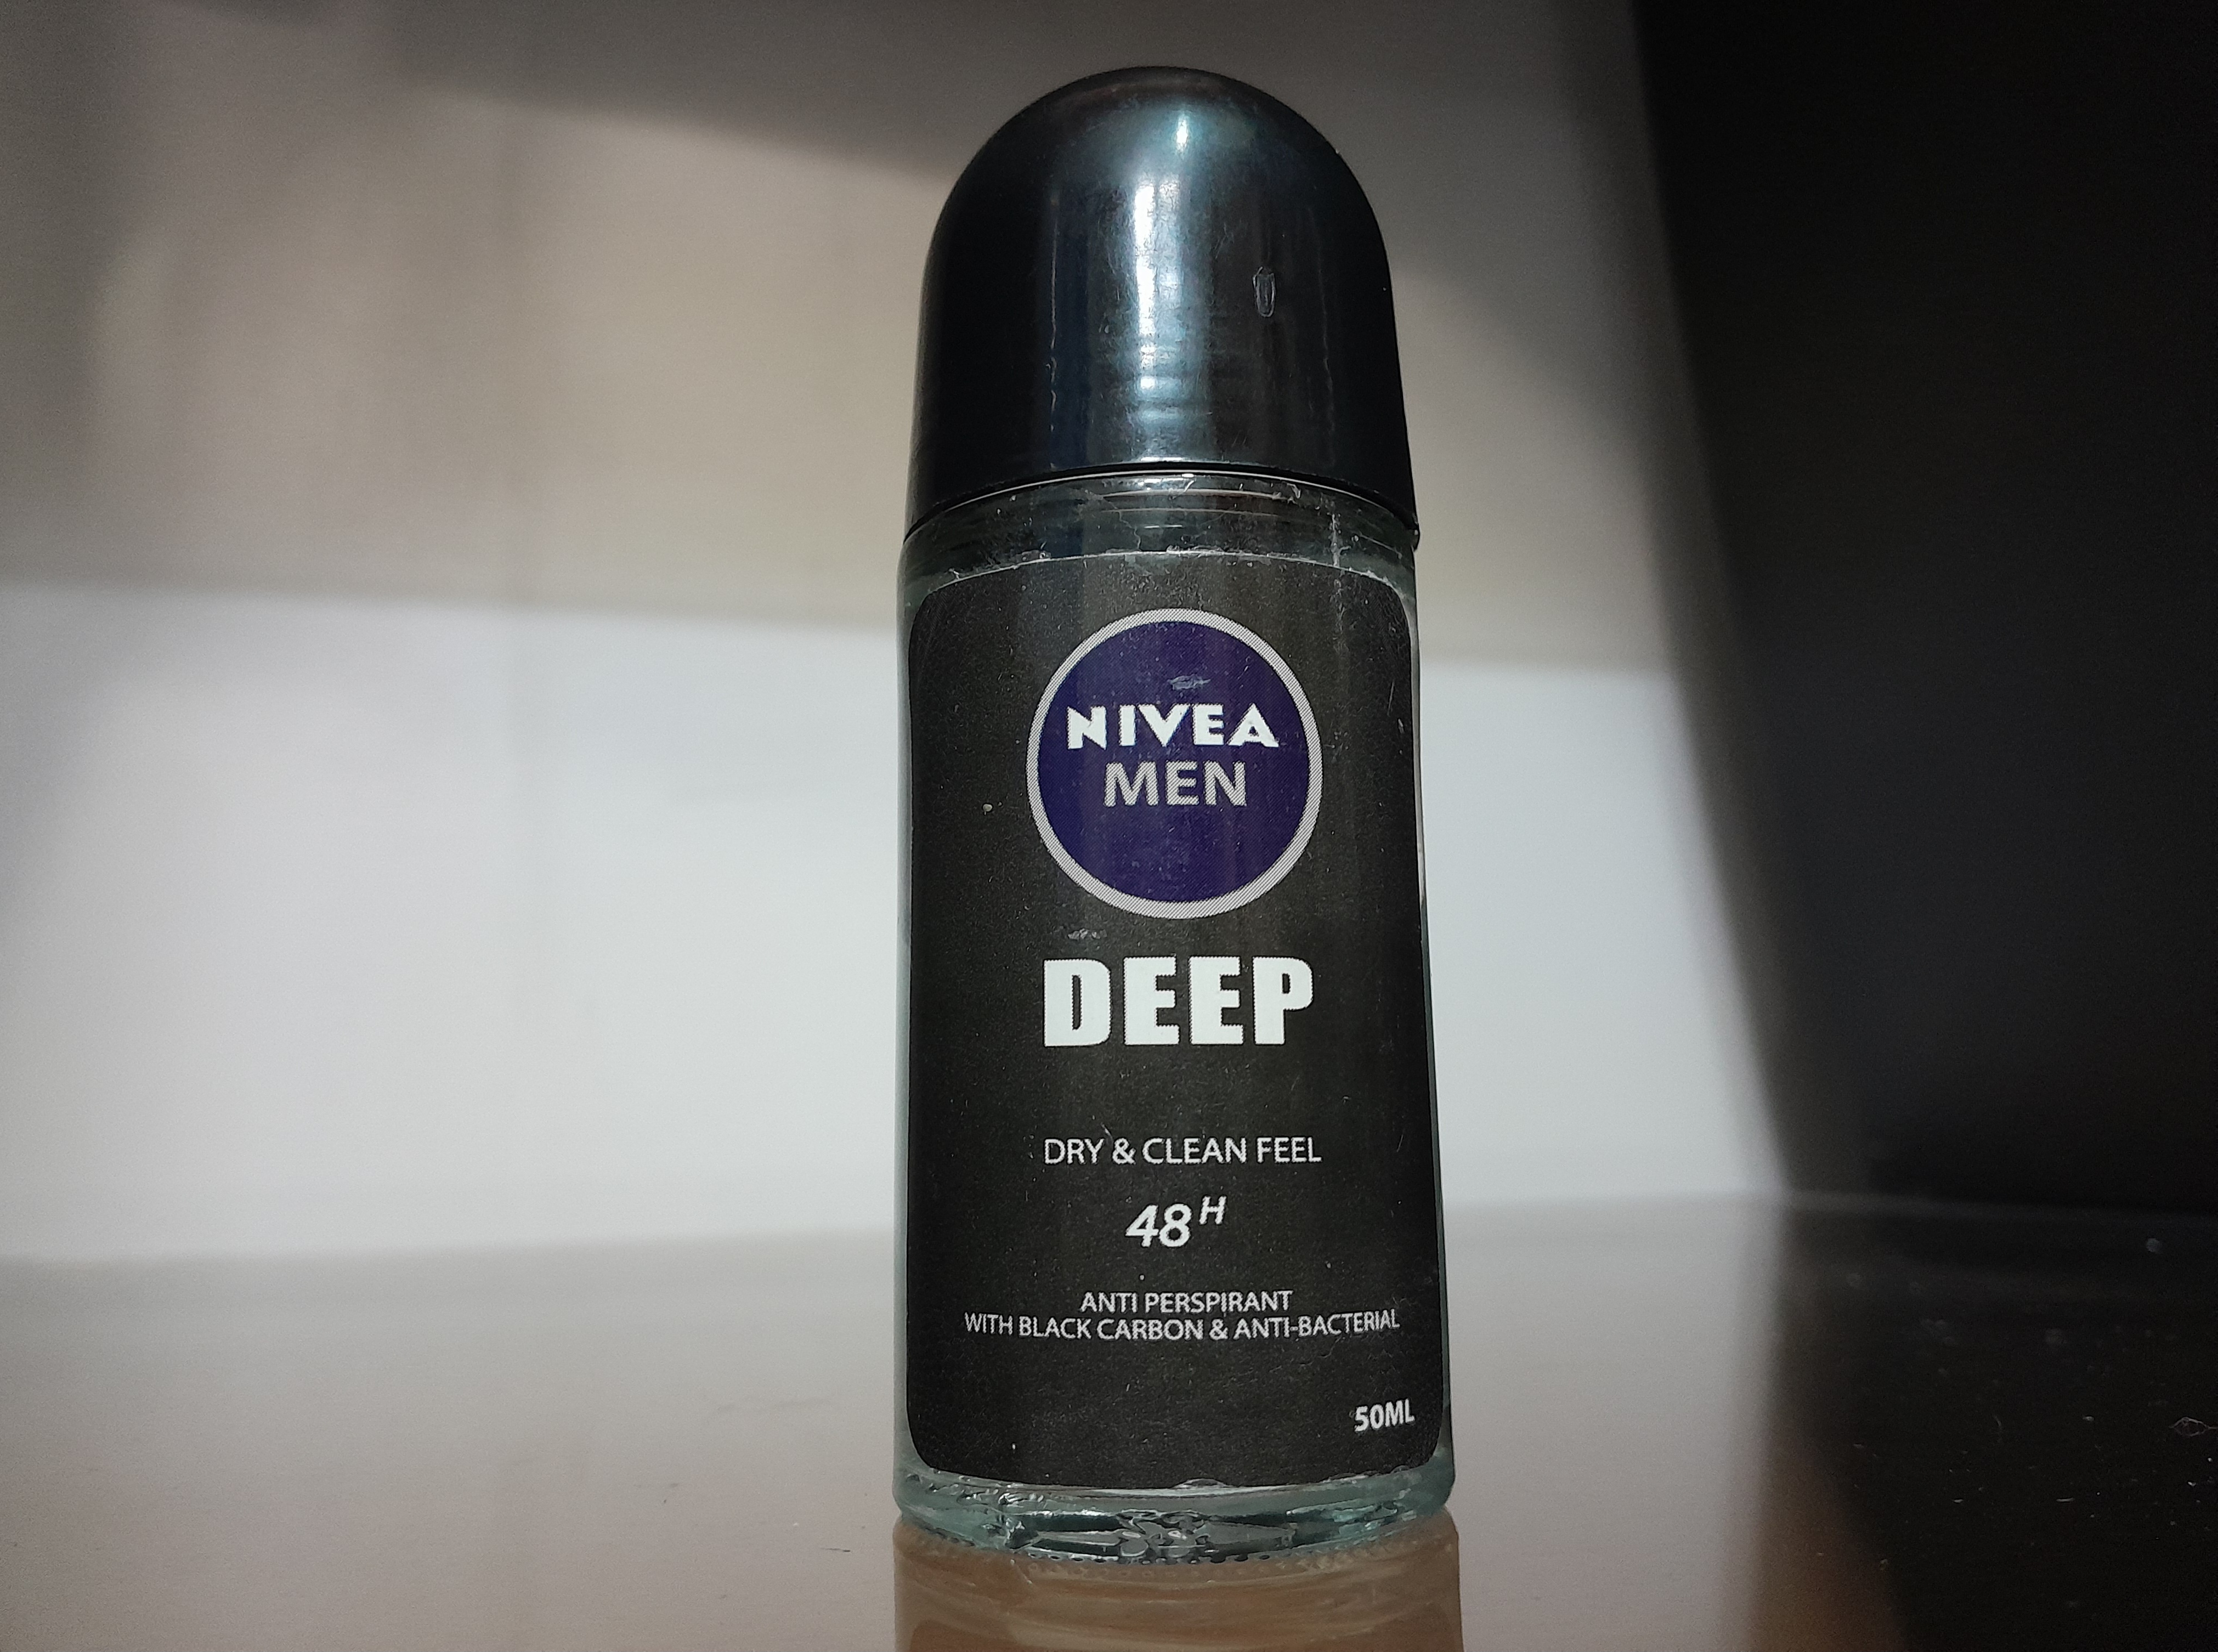 NIVEA
MEN
DEEP
DRY & CLEAN FEEL
48H
ANTI PERSPIRANT
WITH BLACK CARBON & ANTI-BACTERIAL
50ML